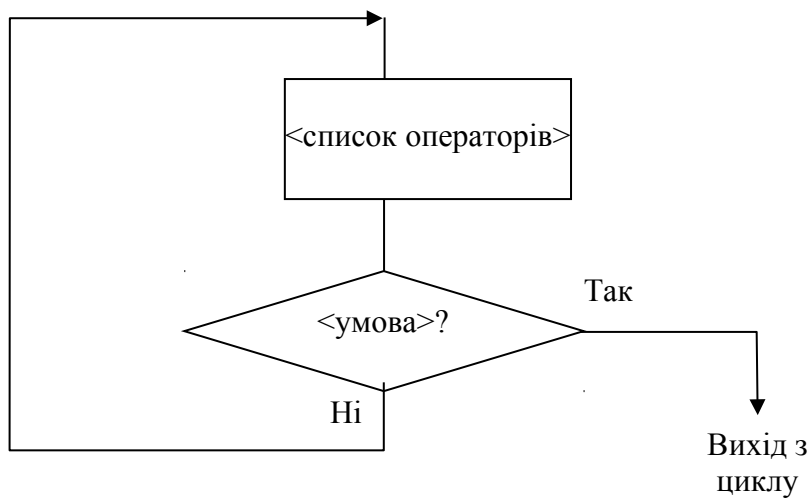 <список операторів>
Так
<умова>?
Ні
Вихід з
циклу